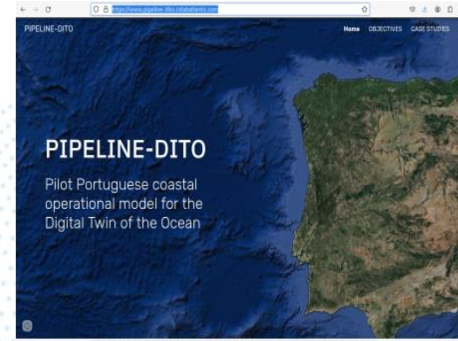 https://www.pipeline-dito.colabatlantic.com
PIPELINE-DITO
Home OBJECTIVES CASE STUDIES
PIPELINE-DITO
Pilot Portuguese coastal
operational model for the
Digital Twin of the Ocean